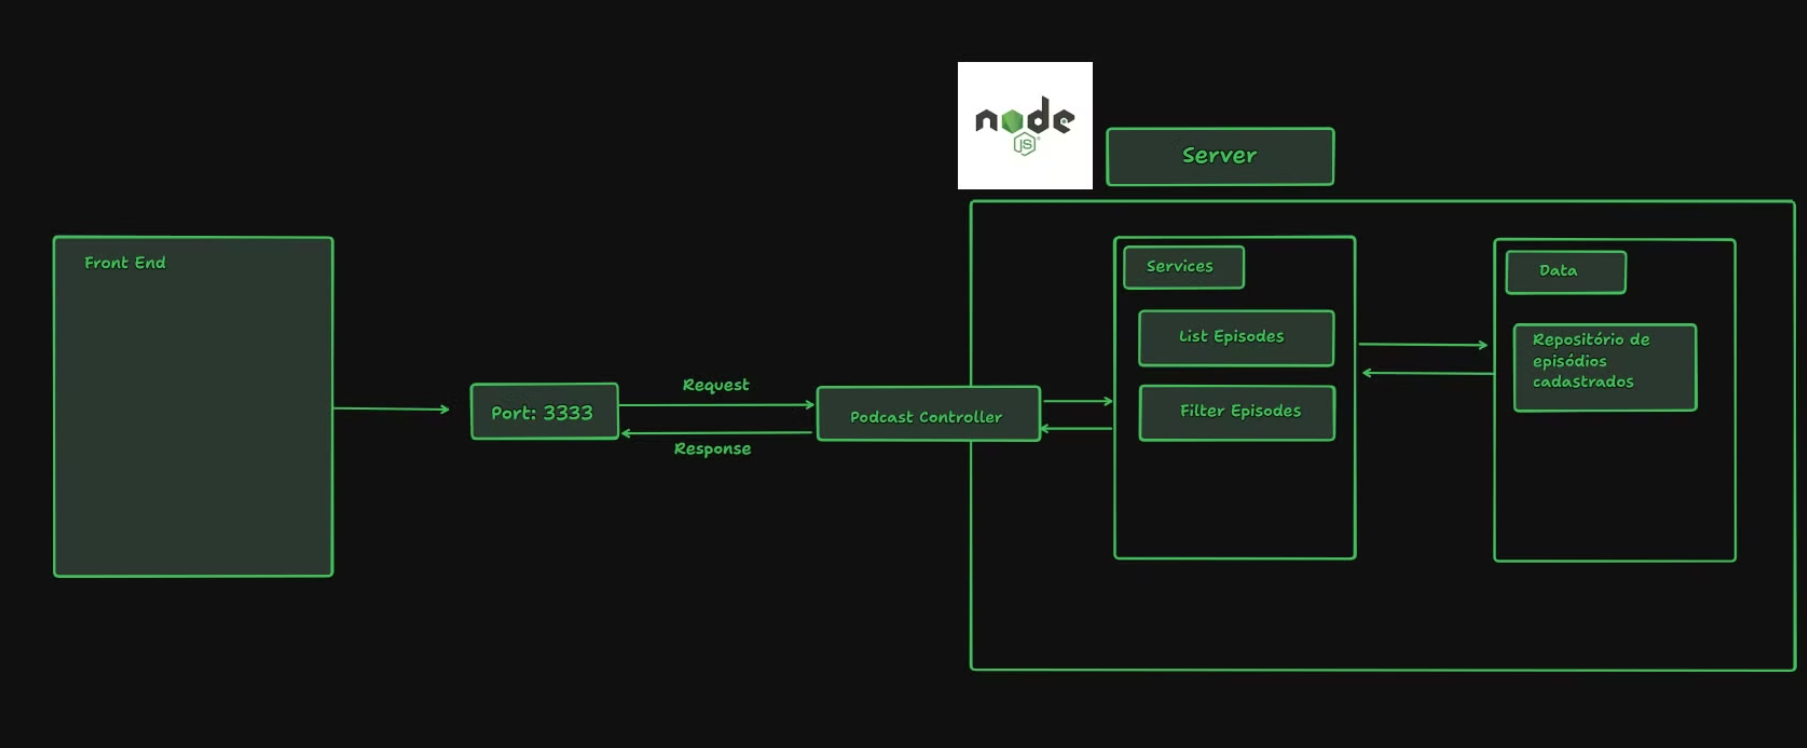 node
JS
Server
Front End
Services
Data
List Episodes
Repositório de
episódios
cadastrados
Request
Port: 3333
Podcast Controller
Filter Episodes
Response